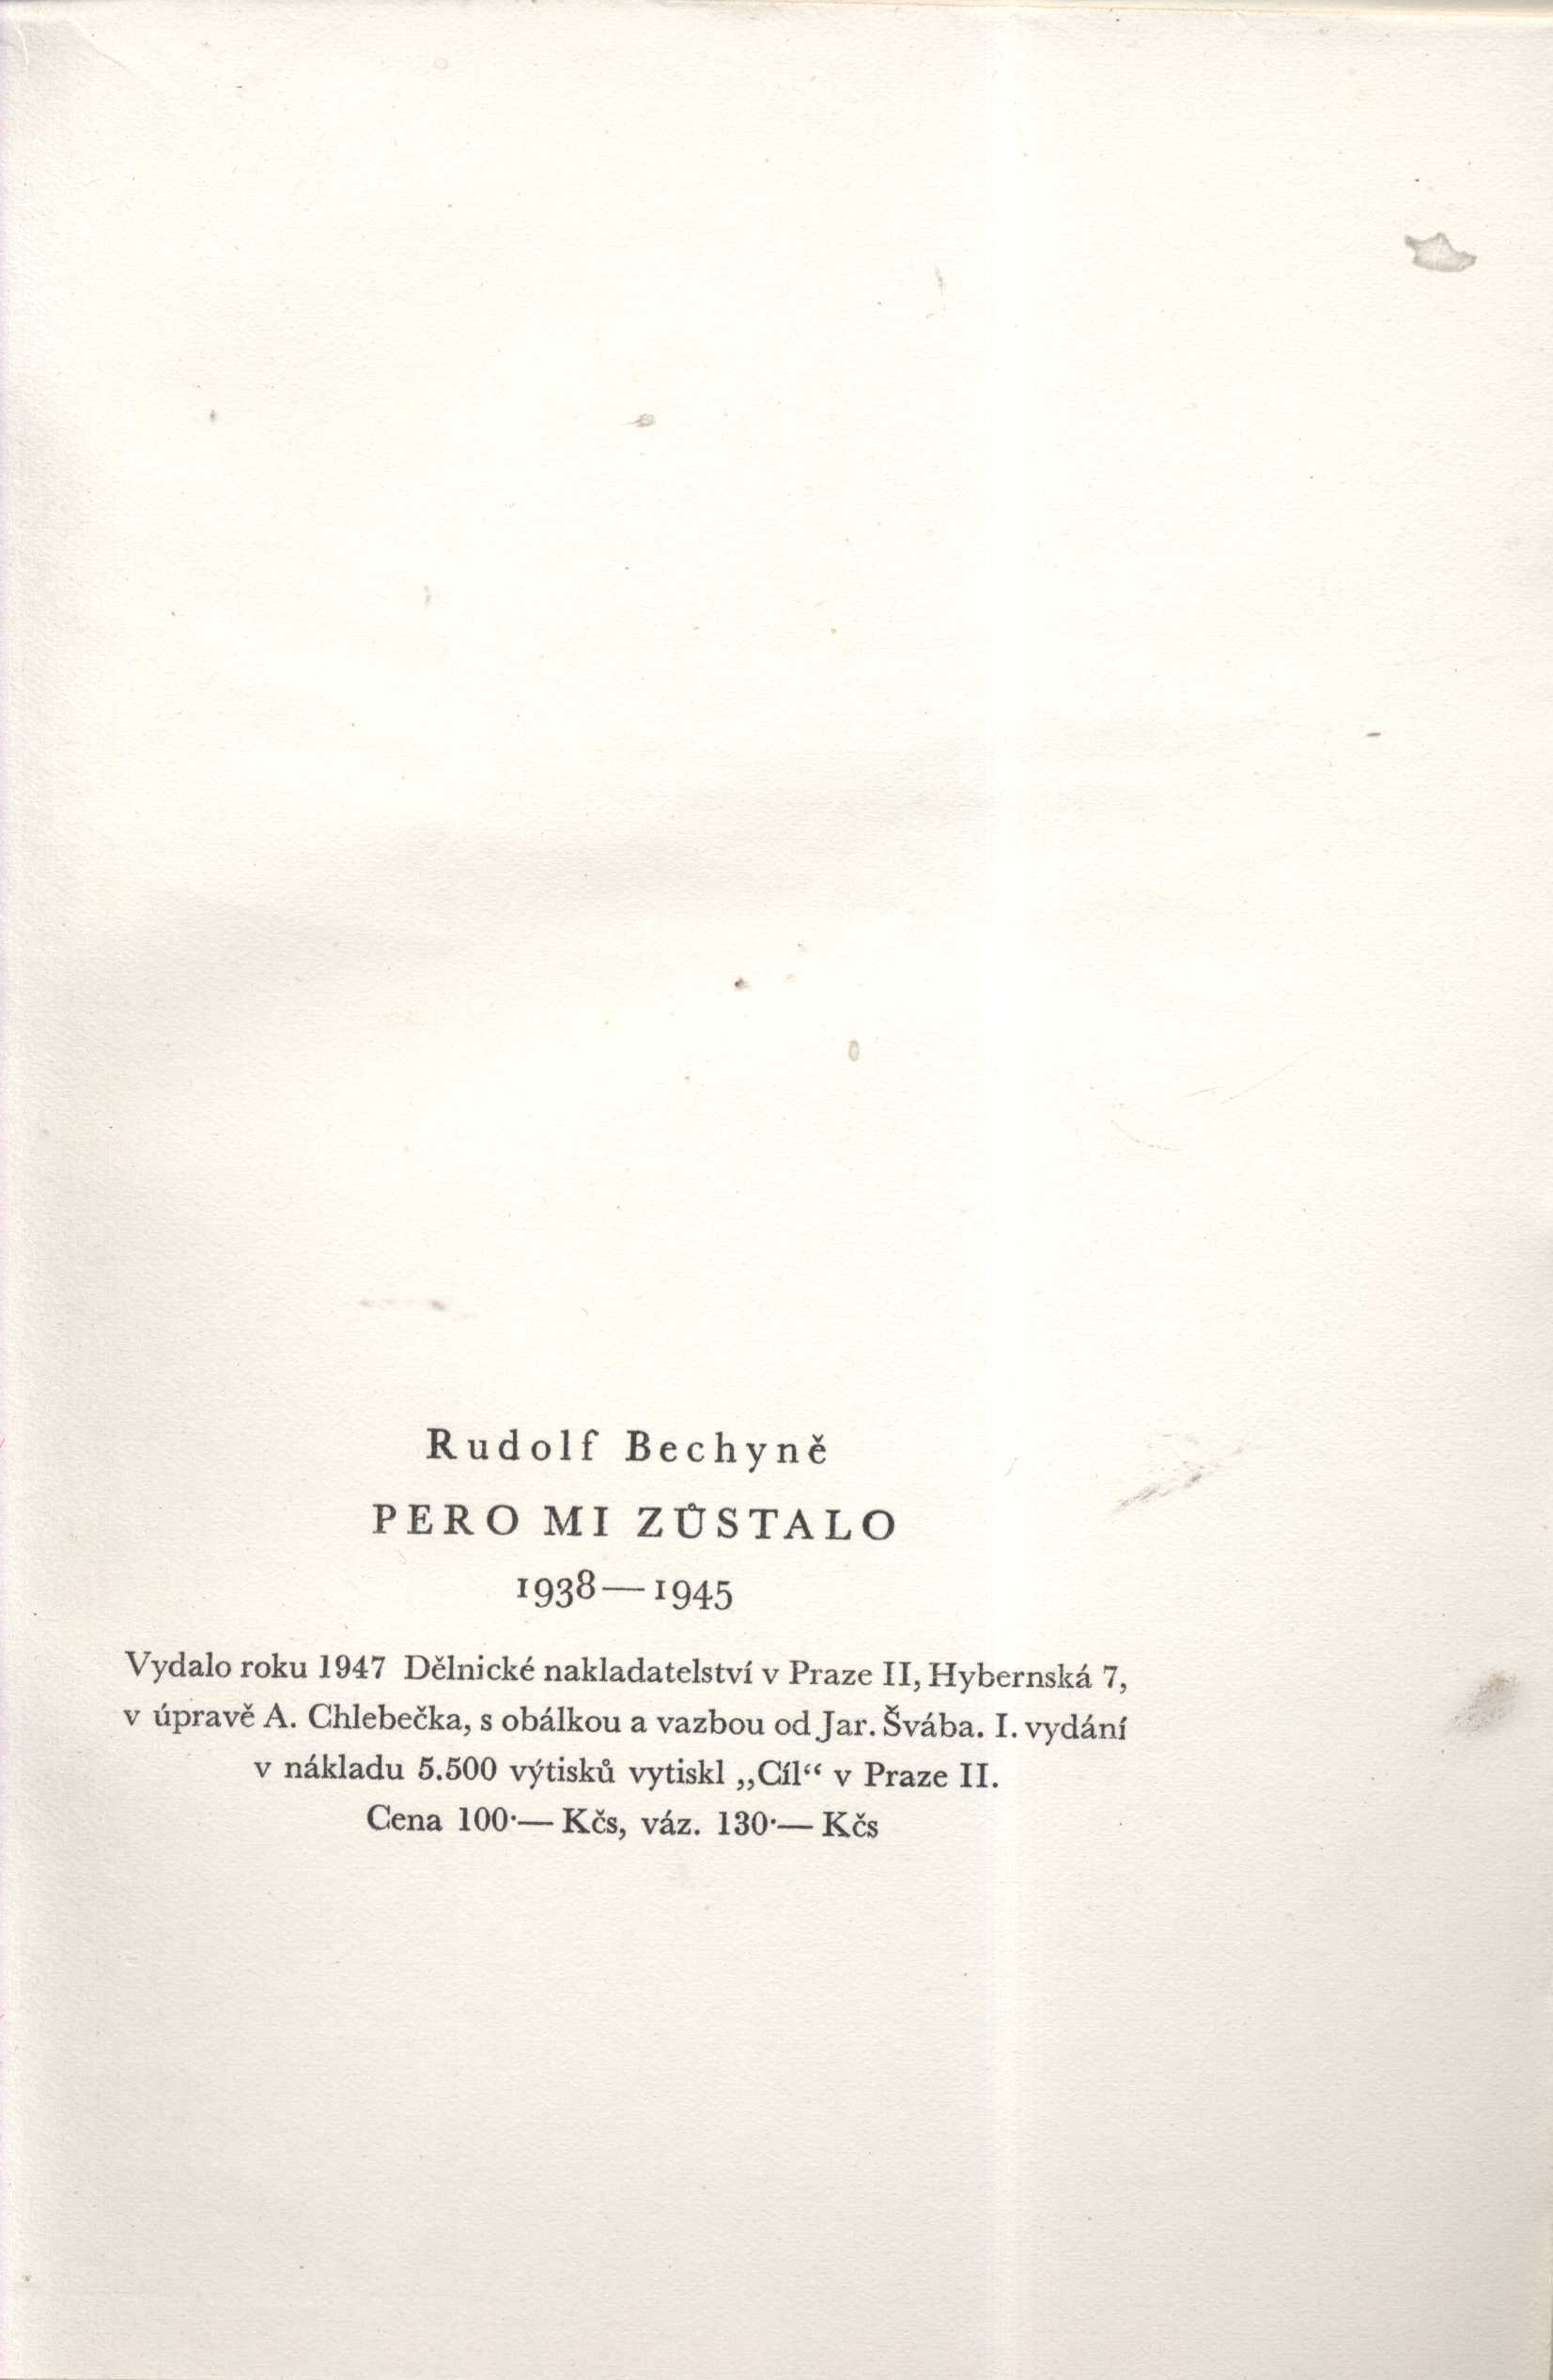 Rudolf Bechyně
PERO MI ZŮSTALO
1938—1945
Vydalo roku 1947 Dělnické nakladatelství v Praze II, Hybernská 7,
v úpravě A. Chlebečka, s obálkou a vazbou od Jar. Švába. I. vydání
v nákladu 5.500 výtisků vytiskl „Cíl“ v Praze II.
Cena 100·— Kčs, váz. 130·— Kčs